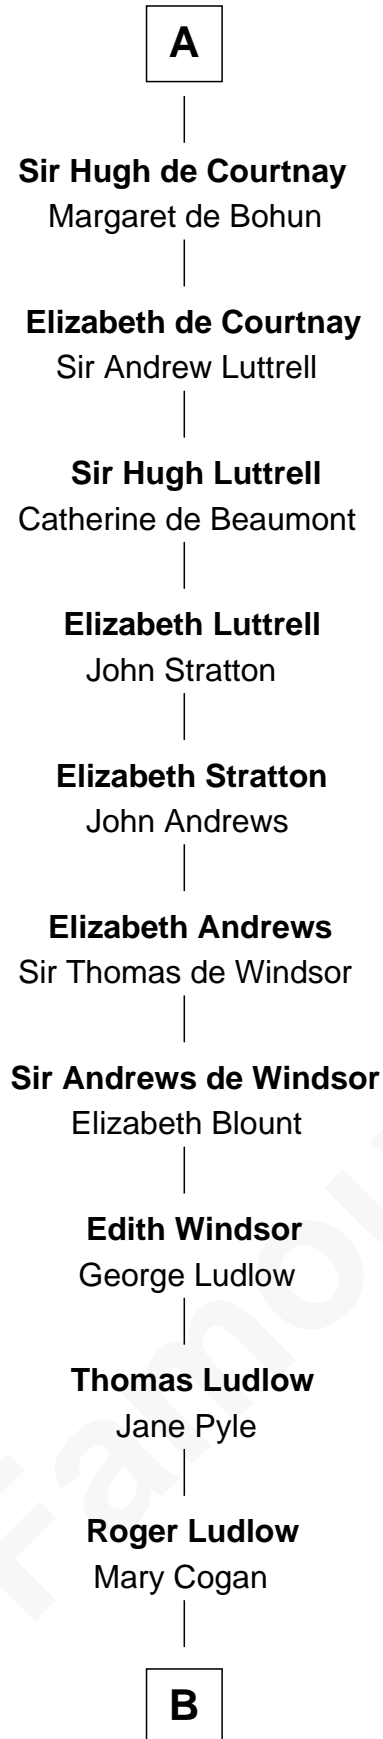 A
Sir Hugh de Courtnay
Margaret de Bohun
Elizabeth de Courtnay
Sir Andrew Luttrell
Sir Hugh Luttrell
Catherine de Beaumont
Elizabeth Luttrell
John Stratton
Elizabeth Stratton
John Andrews
Elizabeth Andrews
Sir Thomas de Windsor
Sir Andrews de Windsor
Elizabeth Blount
Edith Windsor
George Ludlow
Thomas Ludlow
Jane Pyle
Roger Ludlow
Mary Cogan
B